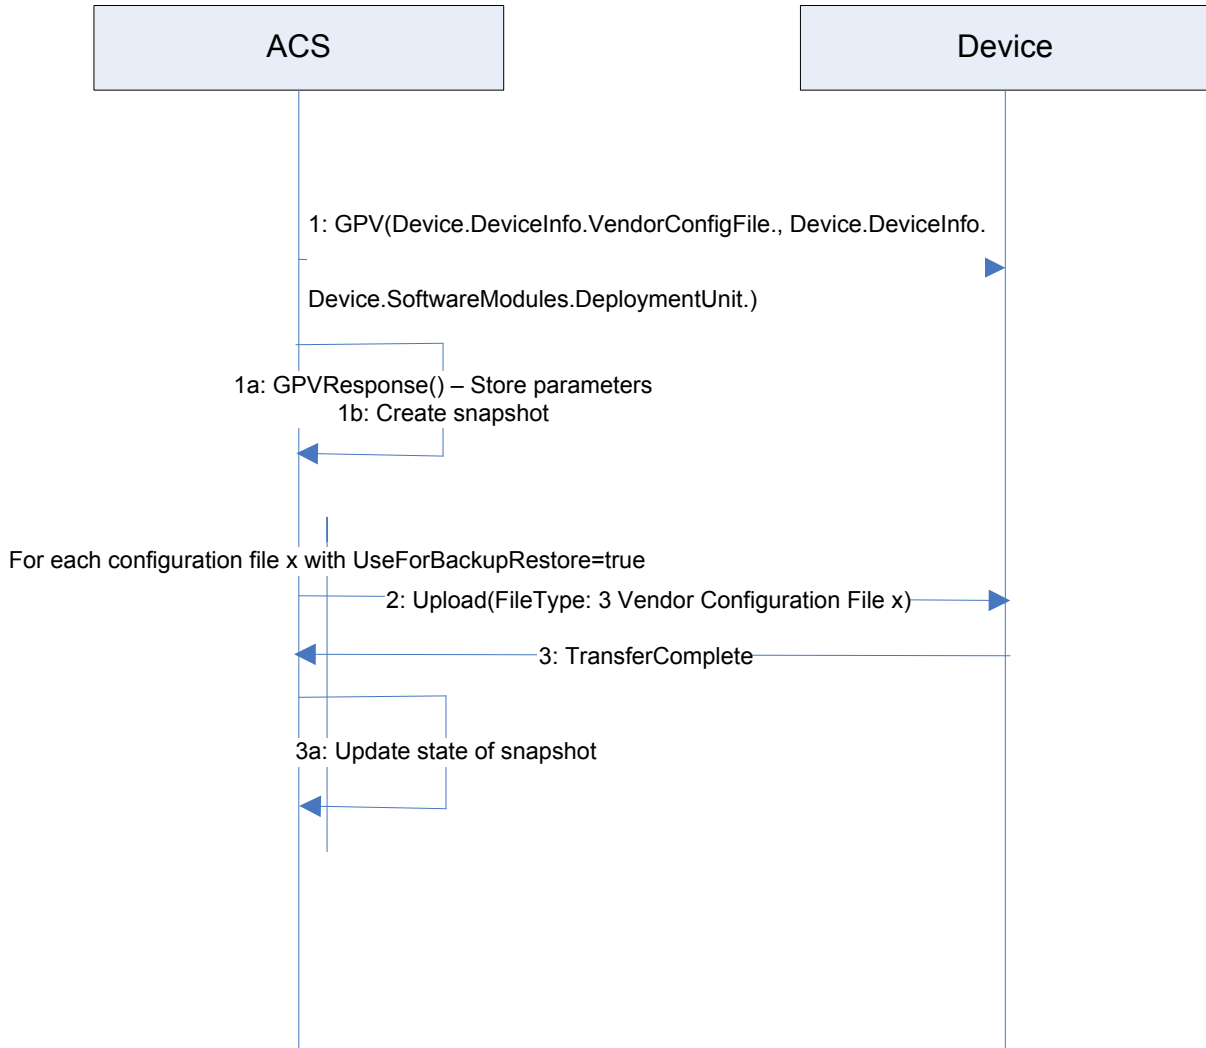 ACS
Device
1: GPV(Device.DeviceInfo.VendorConfigFile., Device.DeviceInfo.
Device.SoftwareModules.DeploymentUnit.)
1a: GPVResponse() – Store parameters
1b: Create snapshot
For each configuration file x with UseForBackupRestore=true
2: Upload(FileType: 3 Vendor Configuration File x)
3: TransferComplete
3a: Update state of snapshot